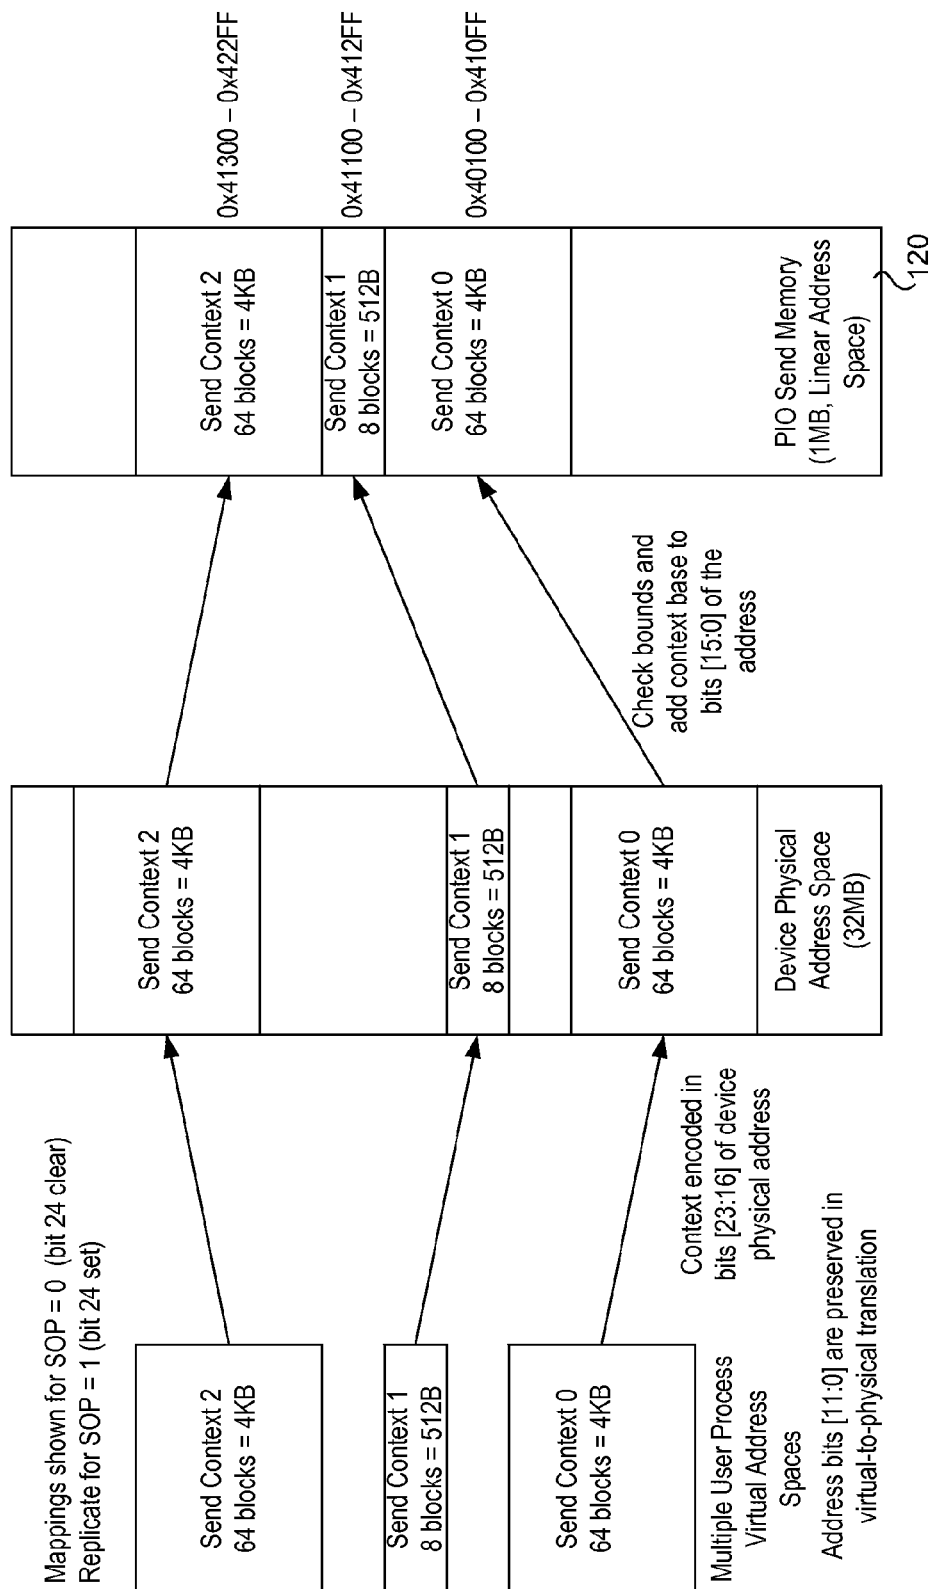 Mappings shown for SOP = 0 (bit 24 clear)
Replicate for SOP = 1 (bit 24 set)
Send Context 2
64 blocks = 4KB
Send Context 1
8 blocks = 512B
Send Context 0
64 blocks = 4KB
Multiple User Process
Virtual Address
Spaces
Address bits [11:0] are preserved in
virtual-to-physical translation
Context encoded in
bits [23:16] of device
physical address
Send Context 2
64 blocks = 4KB
Send Context 1
8 blocks = 512B
Send Context 0
64 blocks = 4KB
Device Physical
Address Space
(32MB)
Check bounds and
add context base to
bits [15:0] of the
address
Send Context 2
64 blocks = 4KB
Send Context 1
8 blocks = 512B
Send Context 0
64 blocks = 4KB
PIO Send Memory
(1MB, Linear Address
Space)
120
0x41300 – 0x422FF
0x41100 – 0x412FF
0x40100 – 0x410FF